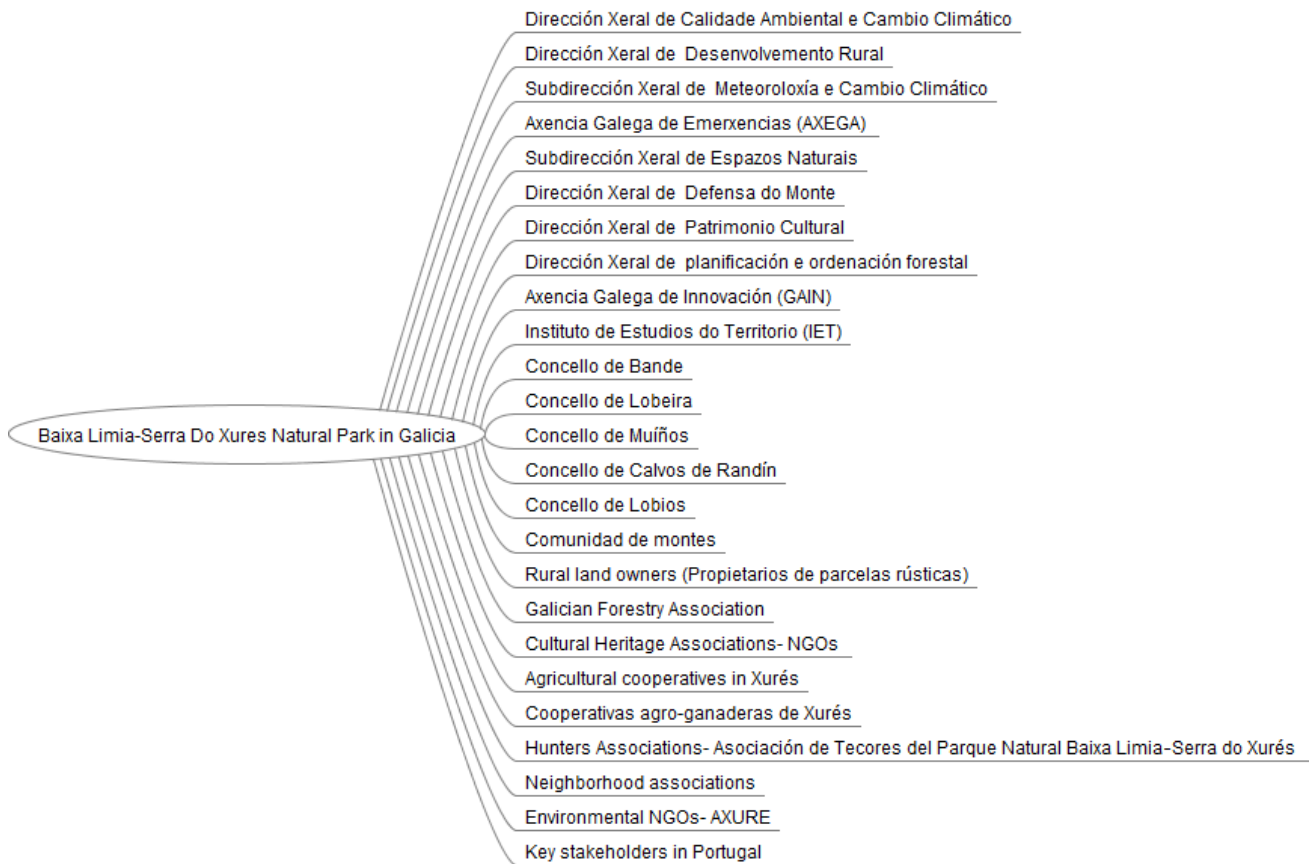 Dirección Xeral de Calidade Ambiental e Cambio Climático
Dirección Xeral de  Desenvolvemento Rural
Subdirección Xeral de  Meteoroloxía e Cambio Climático
Axencia Galega de Emerxencias (AXEGA)
Subdirección Xeral de Espazos Naturais
Dirección Xeral de  Defensa do Monte
Dirección Xeral de  Patrimonio Cultural
Dirección Xeral de  planificación e ordenación forestal
Axencia Galega de Innovación (GAIN)
Instituto de Estudios do Territorio (IET)
Concello de Bande
Concello de Lobeira
Baixa Limia-Serra Do Xures Natural Park in Galicia
Concello de Muíños
Concello de Calvos de Randín
Concello de Lobios
Comunidad de montes
Rural land owners (Propietarios de parcelas rústicas)
Galician Forestry Association
Cultural Heritage Associations- NGOs
Agricultural cooperatives in Xurés
Cooperativas agro-ganaderas de Xurés
Hunters Associations- Asociación de Tecores del Parque Natural Baixa Limia-Serra do Xurés
Neighborhood associations
Environmental NGOs- AXURE
Key stakeholders in Portugal